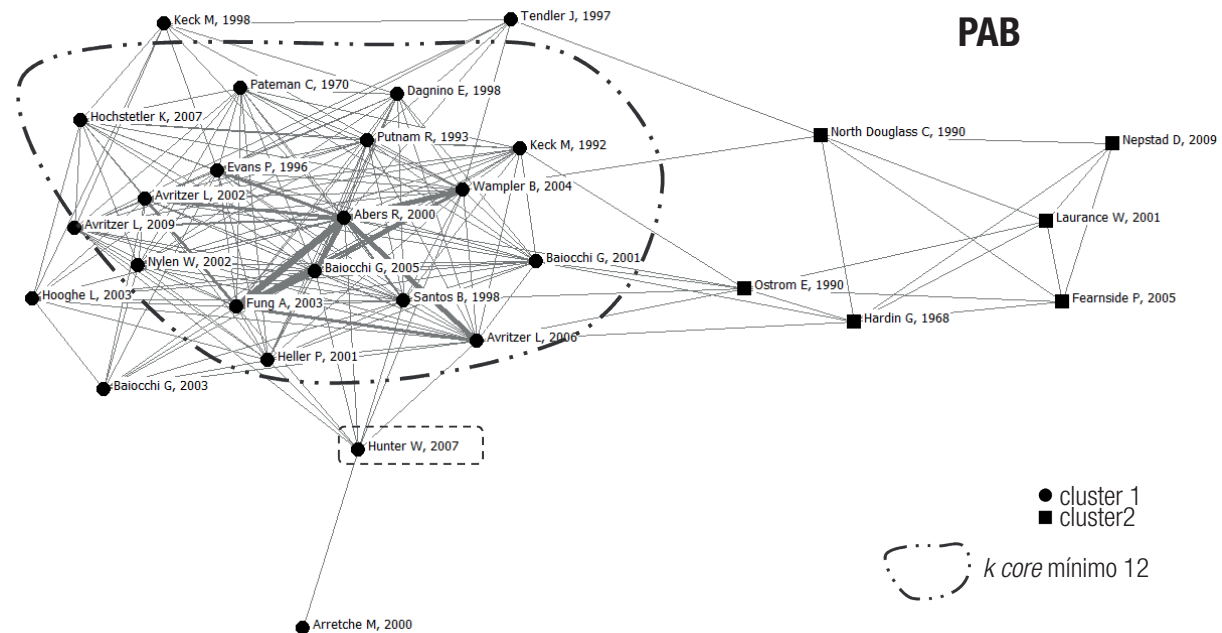 Keck M, 1998
Tendler J, 1997
PAB
Pateman C, 1970
Dagnino E, 1998
Hochstetler K, 2007
Putnam R, 1993
North Douglass C, 1990
Nepstad D, 2009
Keck M, 1992
Evans P, 1996
Wampler B, 2004
Avritzer L, 2002
Abers R, 2000
Laurance W, 2001
Avritzer L, 2009
Nylen W, 2002
Baiocchi G, 2005
Baiocchi G, 2001
Ostrom E, 1990
Hooghe L, 2003
Fung A, 2003
Santos B, 1998
Fearnside P, 2005
Hardin G, 1968
Avritzer L, 2006
Heller P, 2001
Baiocchi G, 2003
Hunter W, 2007
cluster 1
cluster2
k core mínimo 12
Arretche M, 2000